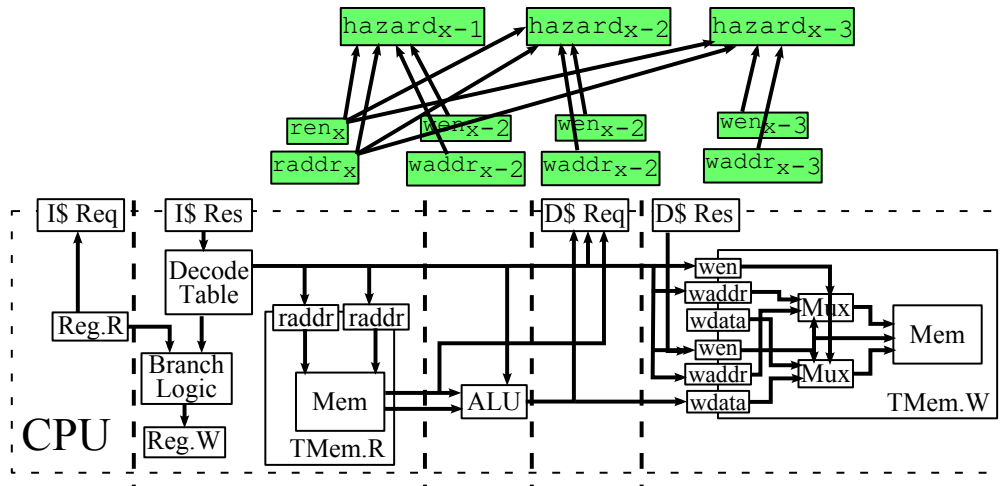 hazardx-1 hazardx-2 hazardx-3
renx wenx-2 wenx-2 wenx-3
raddrx waddrx-2 waddrx-2 waddrx-3
I$ Req I$ Res D$ Req D$ Res
Decode
Table
wen
waddr
wdata
wen
waddr
wdata
Mux
Mux
Mem
TMem.W
raddr raddr
Reg.R
Branch
Logic
Mem
ALU
TMem.R
Reg.W
CPU